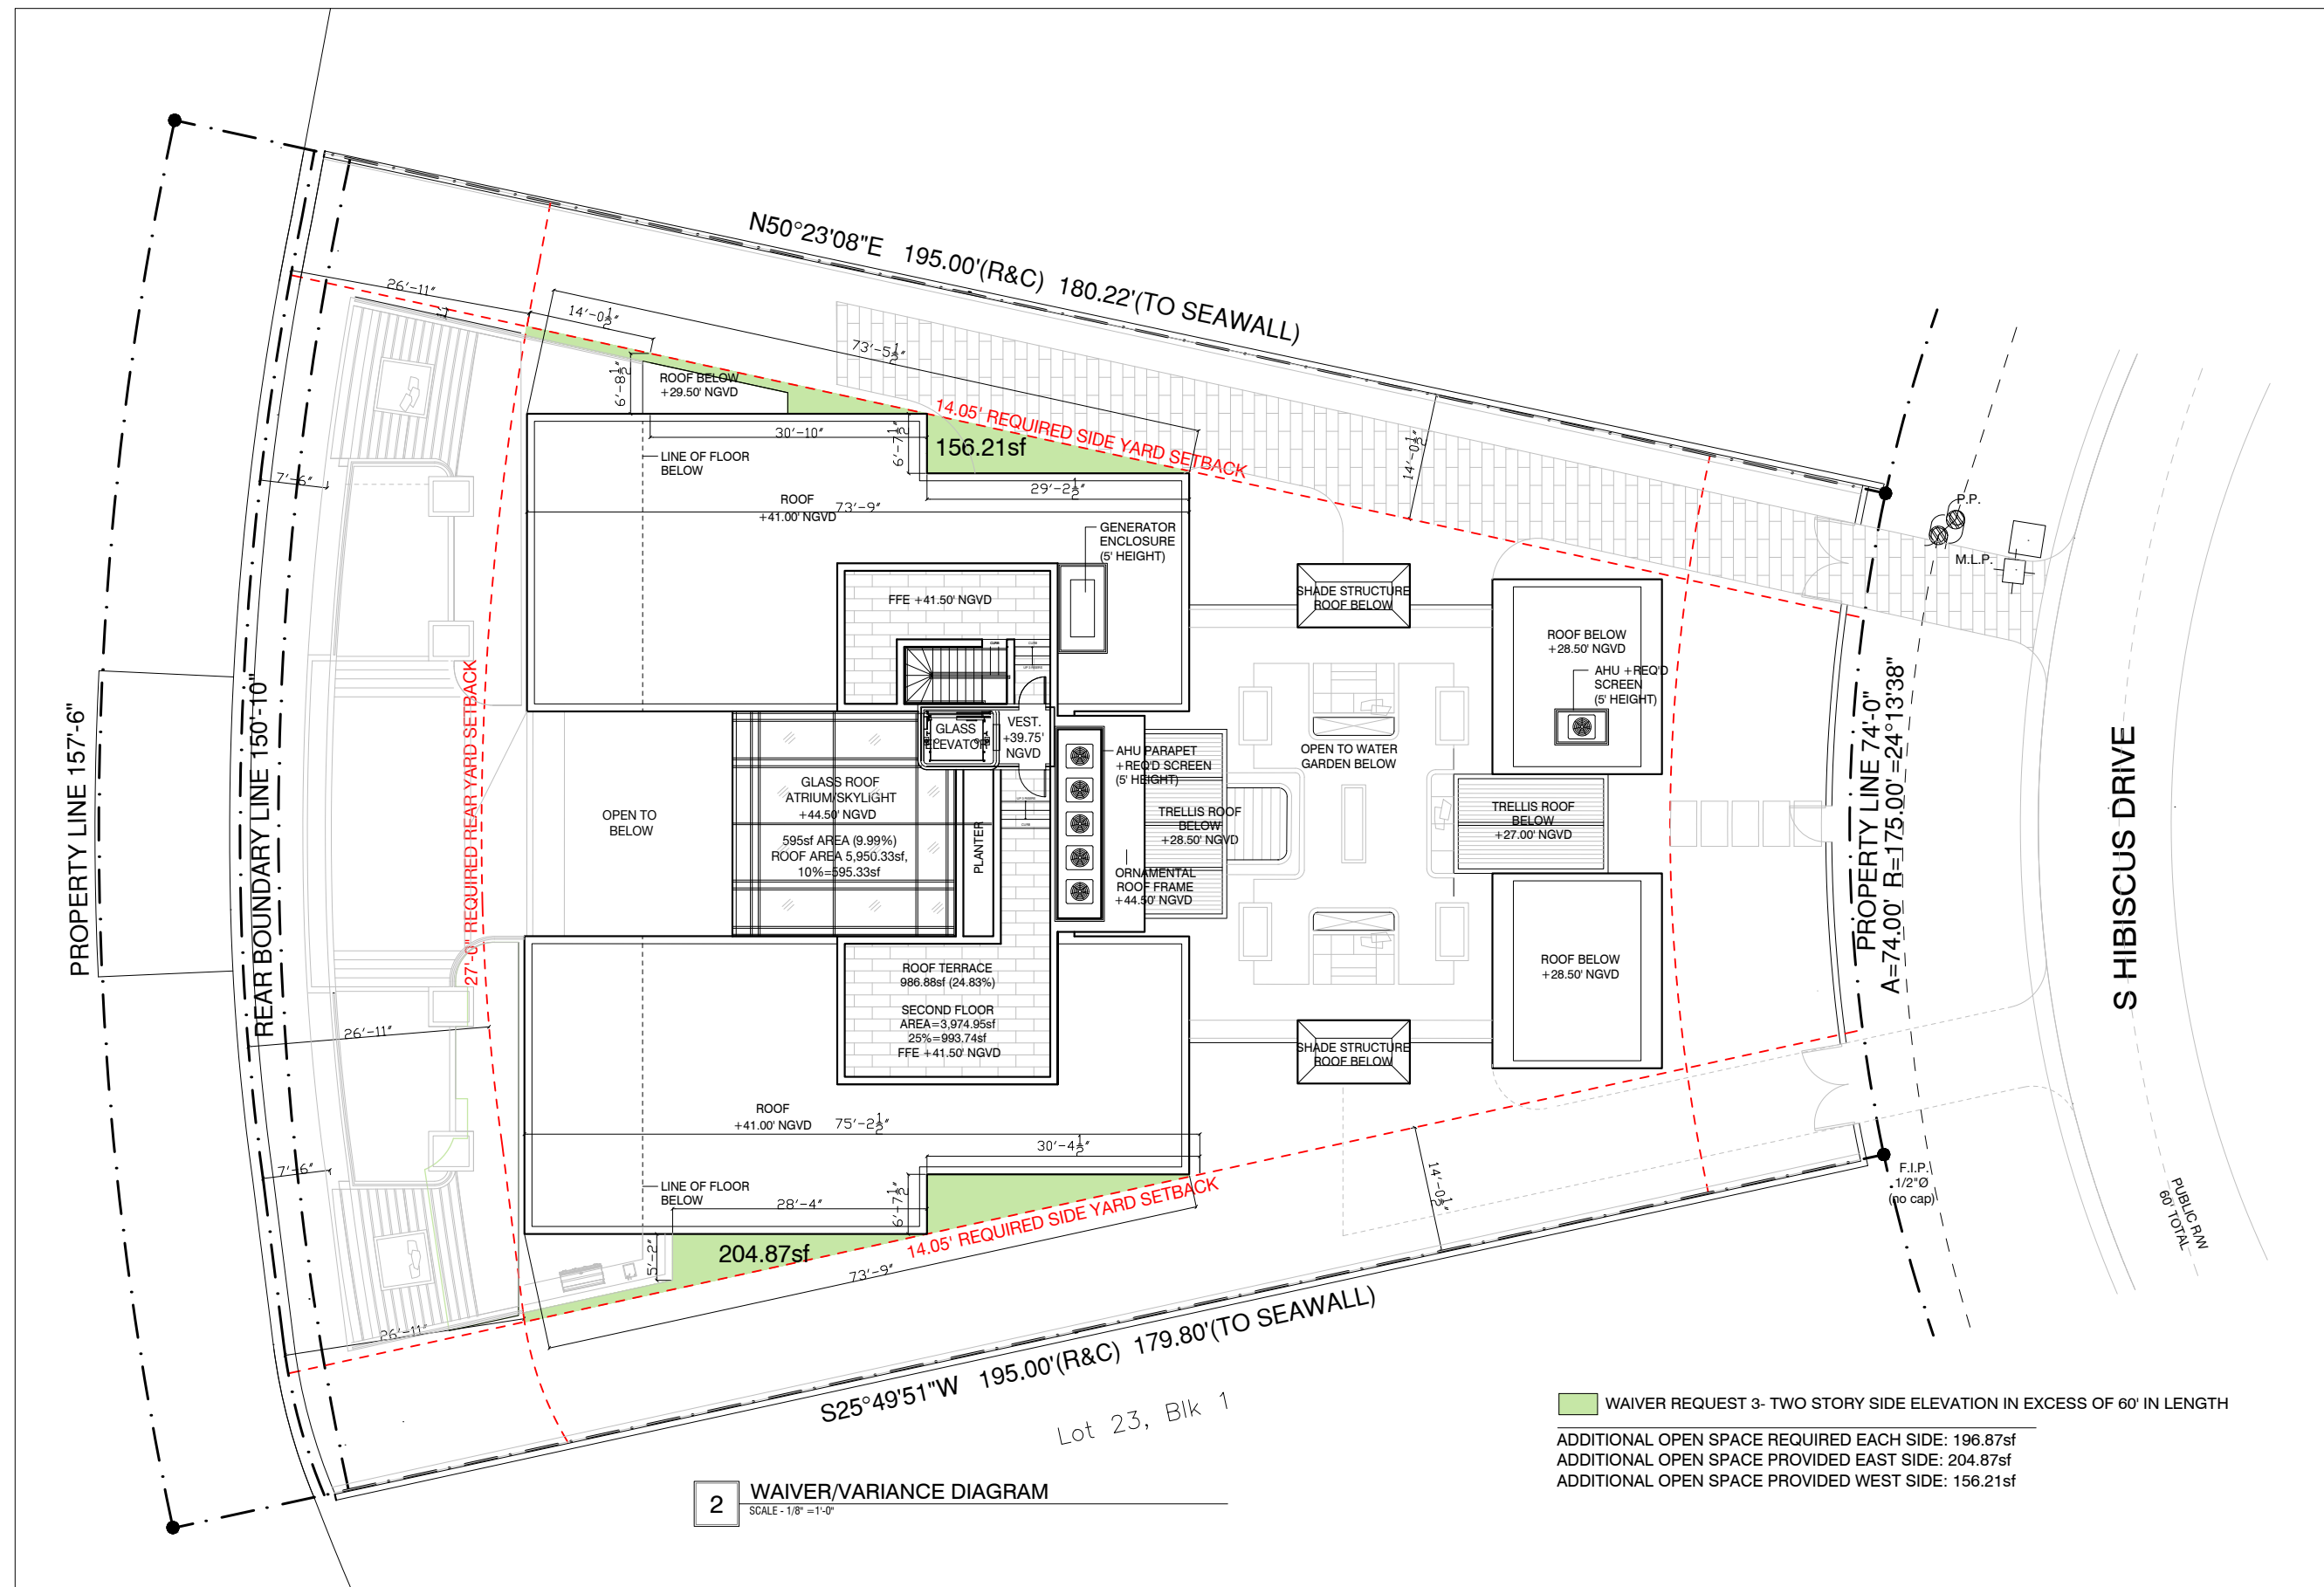 N50°23'08"E 195.00'(R&C) 180.22'(TO SEAWALL)
26'-11"
14'-0½"
73'-5½"
6'-8½"
ROOF BELOW
+29.50' NGVD
14.05' REQUIRED SIDE YARD SETBACK
30'-10"
6'-7½"
156.21sf
14'-0½"
LINE OF FLOOR
BELOW
7'-6"
29'-2½"
ROOF
+41.00' NGVD
73'-9"
P.P.
M.L.P.
GENERATOR
ENCLOSURE
(5' HEIGHT)
FFE +41.50' NGVD
SHADE STRUCTURE
ROOF BELOW
ROOF BELOW
+28.50' NGVD
AHU +REQ'D
SCREEN
(5' HEIGHT)
GLASS
ELEVATOR
VEST.
+39.75'
NGVD
AHU PARAPET
+REQ'D SCREEN
(5' HEIGHT)
OPEN TO WATER
GARDEN BELOW
GLASS ROOF
ATRIUM/SKYLIGHT
+44.50' NGVD
595sf AREA (9.99%)
ROOF AREA 5,950.33sf,
10%=595.33sf
OPEN TO
BELOW
PLANTER
TRELLIS ROOF
BELOW
+28.50' NGVD
TRELLIS ROOF
BELOW
+27.00' NGVD
ORNAMENTAL
ROOF FRAME
+44.50' NGVD
PROPERTY LINE 157'-6"
REAR BOUNDARY LINE 150'-10"
27'-0" REQUIRED REAR YARD SETBACK
PROPERTY LINE 74'-0"
A=74.00' R=175.00'=24°13'38"
S HIBISCUS DRIVE
ROOF TERRACE
986.88sf (24.83%)
SECOND FLOOR
AREA=3,974.95sf
25%=993.74sf
FFE +41.50' NGVD
ROOF BELOW
+28.50' NGVD
26'-11"
SHADE STRUCTURE
ROOF BELOW
ROOF
+41.00' NGVD
75'-2½"
30'-4½"
7'-6"
LINE OF FLOOR
BELOW
28'-4"
6'-7½"
14.05' REQUIRED SIDE YARD SETBACK
14'-0½"
F.I.P.
1/2"Ø
(no cap)
PUBLIC R/W
60' TOTAL
5'-2"
204.87sf
73'-9"
26'-11"
S25°49'51"W 195.00'(R&C) 179.80'(TO SEAWALL)
Lot 23, Blk 1
WAIVER REQUEST 3- TWO STORY SIDE ELEVATION IN EXCESS OF 60' IN LENGTH
ADDITIONAL OPEN SPACE REQUIRED EACH SIDE: 196.87sf
ADDITIONAL OPEN SPACE PROVIDED EAST SIDE: 204.87sf
ADDITIONAL OPEN SPACE PROVIDED WEST SIDE: 156.21sf
2 WAIVER/VARIANCE DIAGRAM
SCALE - 1/8" =1'-0"